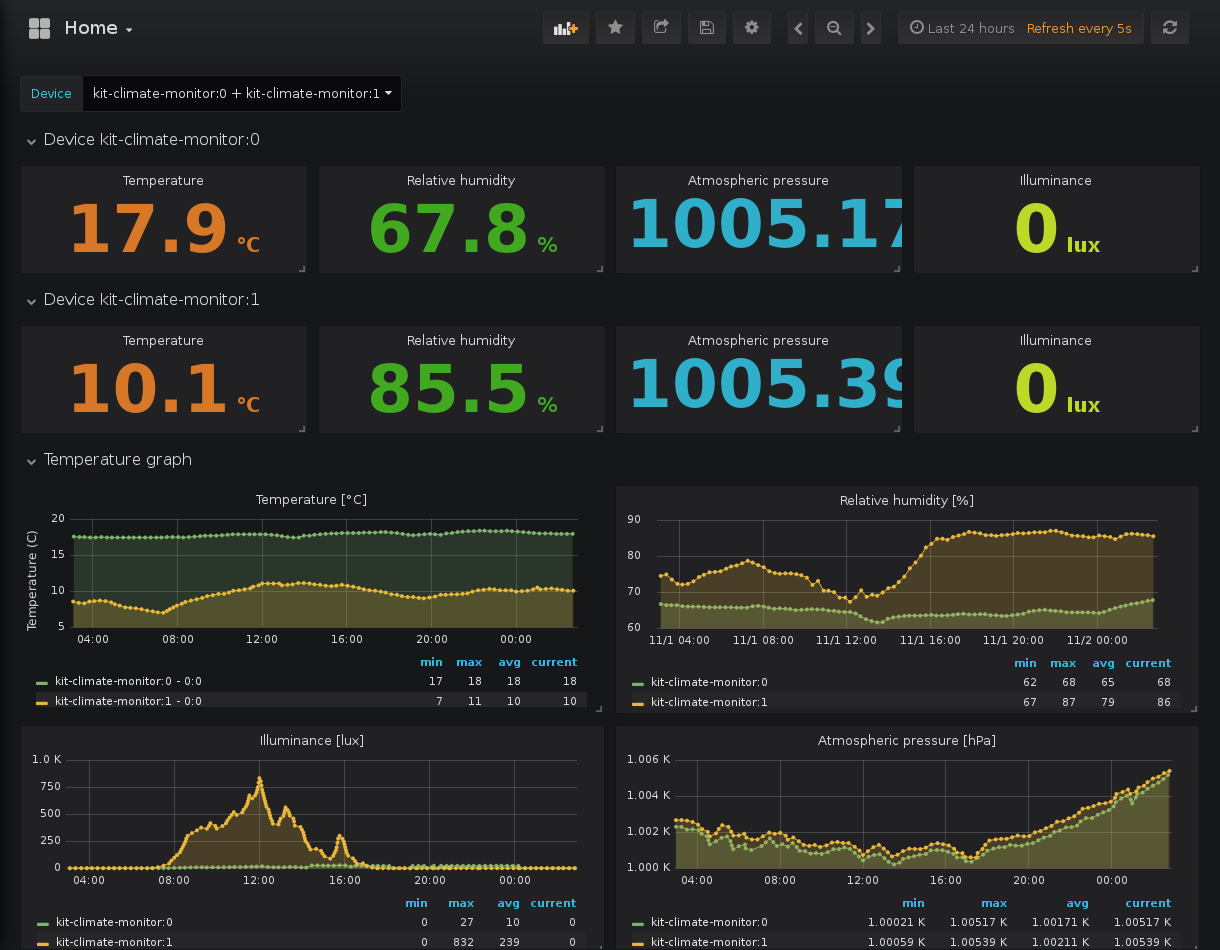 Home
Last 24 hours Refresh every 5s
Device kit-climate-monitor:0 + kit-climate-monitor:1
Device kit-climate-monitor:0
Temperature Relative humidity Atmospheric pressure Illuminance
17.9 °C 67.8 % 1005.17 0 lux
Device kit-climate-monitor:1
Temperature Relative humidity Atmospheric pressure Illuminance
10.1 °C 85.5 % 1005.39 0 lux
Temperature graph
Temperature [°C]
Temperature (C)
20
15
10
5
04:00 08:00 12:00 16:00 20:00 00:00
min max avg current
kit-climate-monitor:0 - 0:0 17 18 18 18
kit-climate-monitor:1 - 0:0 7 11 10 10
Relative humidity [%]
90
80
70
60
11/1 04:00 11/1 08:00 11/1 12:00 11/1 16:00 11/1 20:00 11/2 00:00
min max avg current
kit-climate-monitor:0 62 68 65 68
kit-climate-monitor:1 67 87 79 86
Illuminance [lux]
1.0 K
750
500
250
0
04:00 08:00 12:00 16:00 20:00 00:00
min max avg current
kit-climate-monitor:0 0 27 10 0
kit-climate-monitor:1 0 832 239 0
Atmospheric pressure [hPa]
1.006 K
1.004 K
1.002 K
1.000 K
04:00 08:00 12:00 16:00 20:00 00:00
min max avg current
kit-climate-monitor:0 1.00021 K 1.00517 K 1.00171 K 1.00517 K
kit-climate-monitor:1 1.00059 K 1.00539 K 1.00211 K 1.00539 K